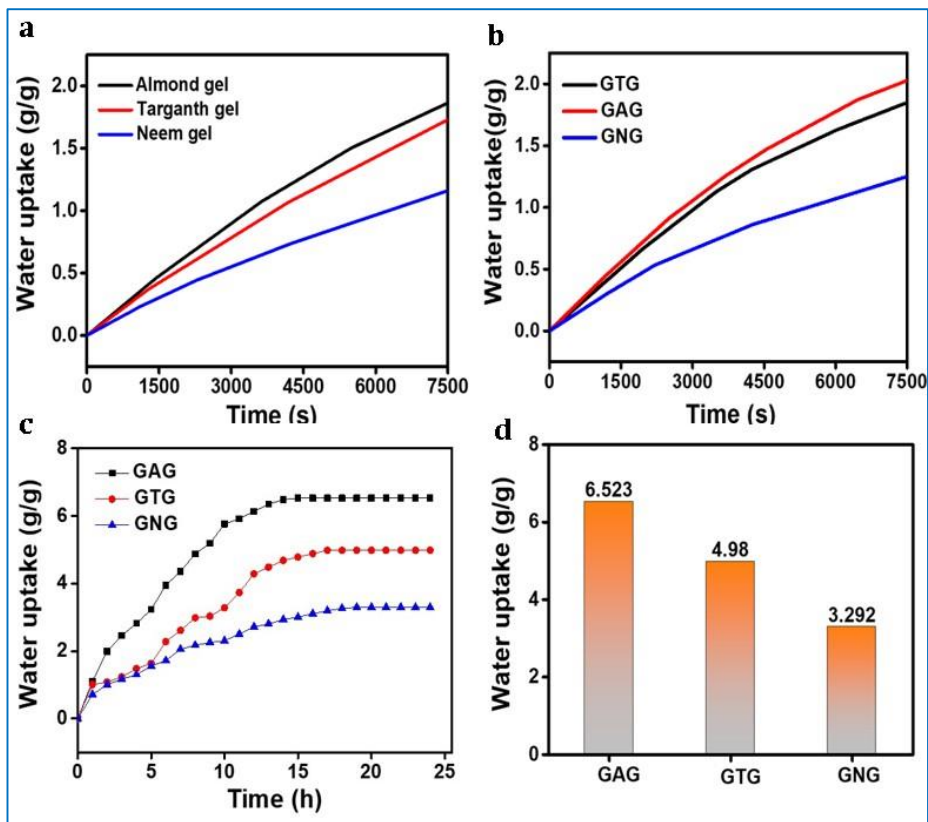 a
Water uptake (g/g)
2.0
1.5
1.0
0.5
0.0
Almond gel
Targanth gel
Neem gel
0 1500 3000 4500 6000 7500
Time (s)
b
Water uptake(g/g)
2.0
1.5
1.0
0.5
0.0
GTG
GAG
GNG
0 1500 3000 4500 6000 7500
Time (s)
c
Water uptake (g/g)
8
6
4
2
0
GAG
GTG
GNG
0 5 10 15 20 25
Time (h)
d
Water uptake (g/g)
8
6
4
2
0
6.523
4.98
3.292
GAG GTG GNG